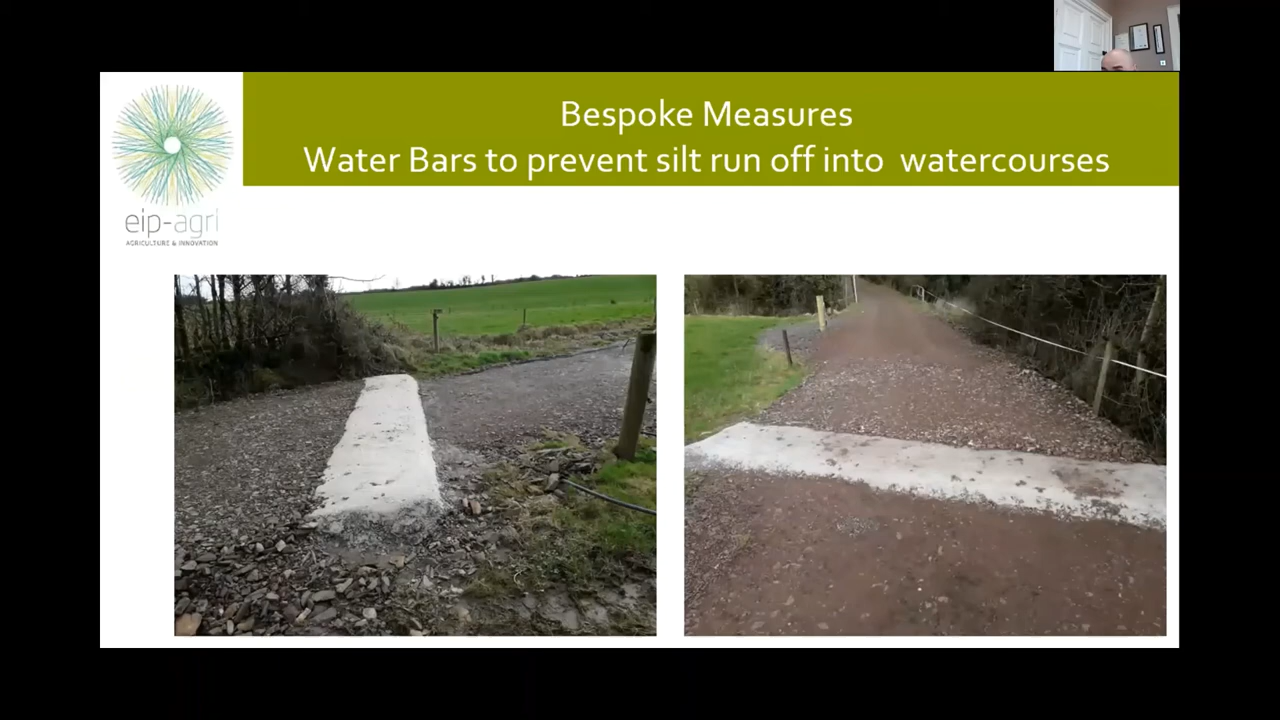 Bespoke Measures
Water Bars to prevent silt run off into watercourses
eip-agri
AGRICULTURE & INNOVATION